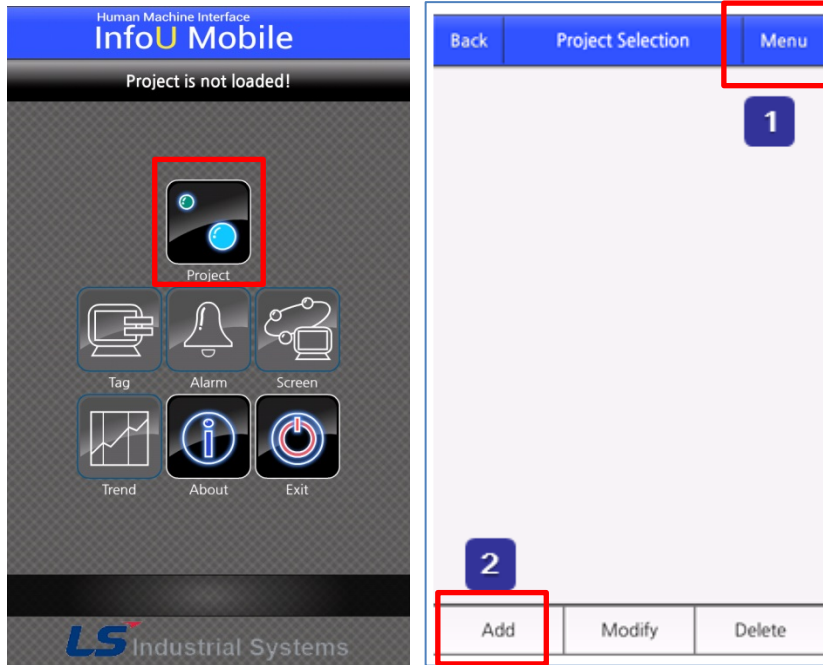 Human Machine Interface
InfoU Mobile
Project is not loaded!
Project
Tag Alarm Screen
Trend About Exit
LS Industrial Systems
Back Project Selection Menu
1
2
Add Modify Delete